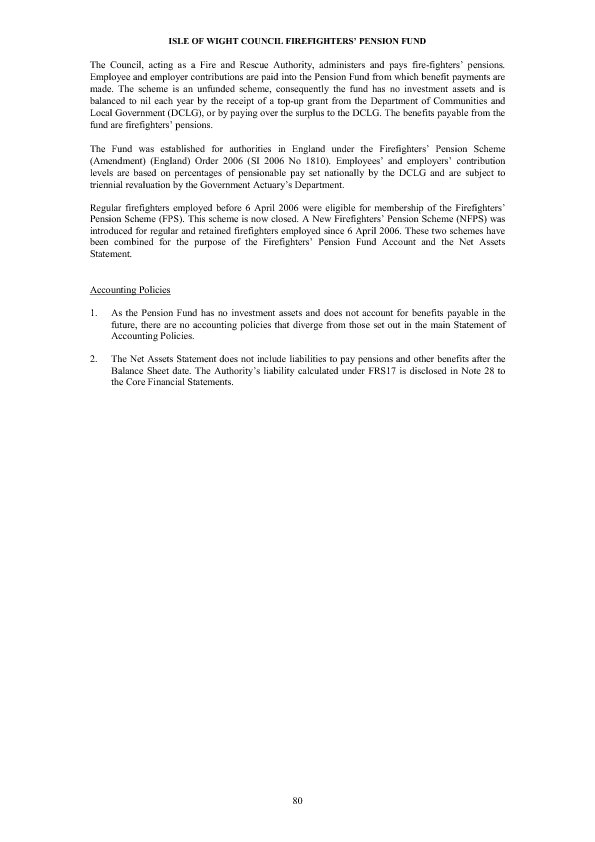 ISLE OF WIGHT COUNCIL FIREFIGHTERS' PENSION FUND
The Council, acting as a Fire and Rescue Authority, administers and pays fire-fighters' pensions.
Employee and employer contributions are paid into the Pension Fund from which benefit payments are
made. The scheme is an unfunded scheme, consequently the fund has no investment assets and is
balanced to nil each year by the receipt of a top-up grant from the Department of Communities and
Local Government (DCLG), or by paying over the surplus to the DCLG. The benefits payable from the
fund are firefighters' pensions.
The Fund was established for authorities in England under the Firefighters' Pension Scheme
(Amendment) (England) Order 2006 (SI 2006 No 1810). Employees' and employers' contribution
levels are based on percentages of pensionable pay set nationally by the DCLG and are subject to
triennial revaluation by the Government Actuary's Department.
Regular firefighters employed before 6 April 2006 were eligible for membership of the Firefighters'
Pension Scheme (FPS). This scheme is now closed. A New Firefighters' Pension Scheme (NFPS) was
introduced for regular and retained firefighters employed since 6 April 2006. These two schemes have
been combined for the purpose of the Firefighters' Pension Fund Account and the Net Assets
Statement.
Accounting Policies
1. As the Pension Fund has no investment assets and does not account for benefits payable in the
future, there are no accounting policies that diverge from those set out in the main Statement of
Accounting Policies.
2. The Net Assets Statement does not include liabilities to pay pensions and other benefits after the
Balance Sheet date. The Authority's liability calculated under FRS17 is disclosed in Note 28 to
the Core Financial Statements.
80